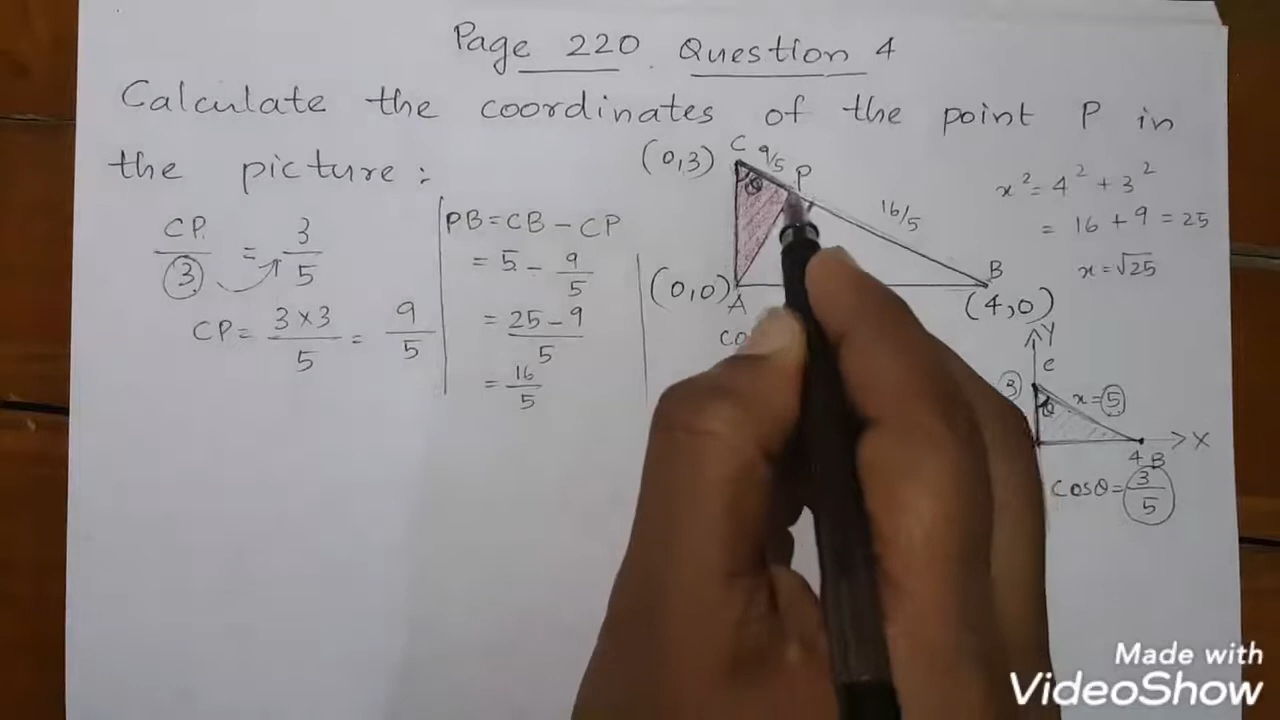 Page 220. Question 4
Calculate the coordinates of the point P in
the picture:
CP/3 = 3/5
CP = 3×3/5 = 9/5
PB = CB − CP
= 5 − 9/5
= 25−9/5
= 16/5
C
(0,3)
9/5
P
θ
16/5
B
(4,0)
(0,0)
A
x² = 4² + 3²
= 16 + 9 = 25
x = √25
Y
C
3
θ
x = 5
X
4
B
cosθ = 3/5
Made with
VideoShow